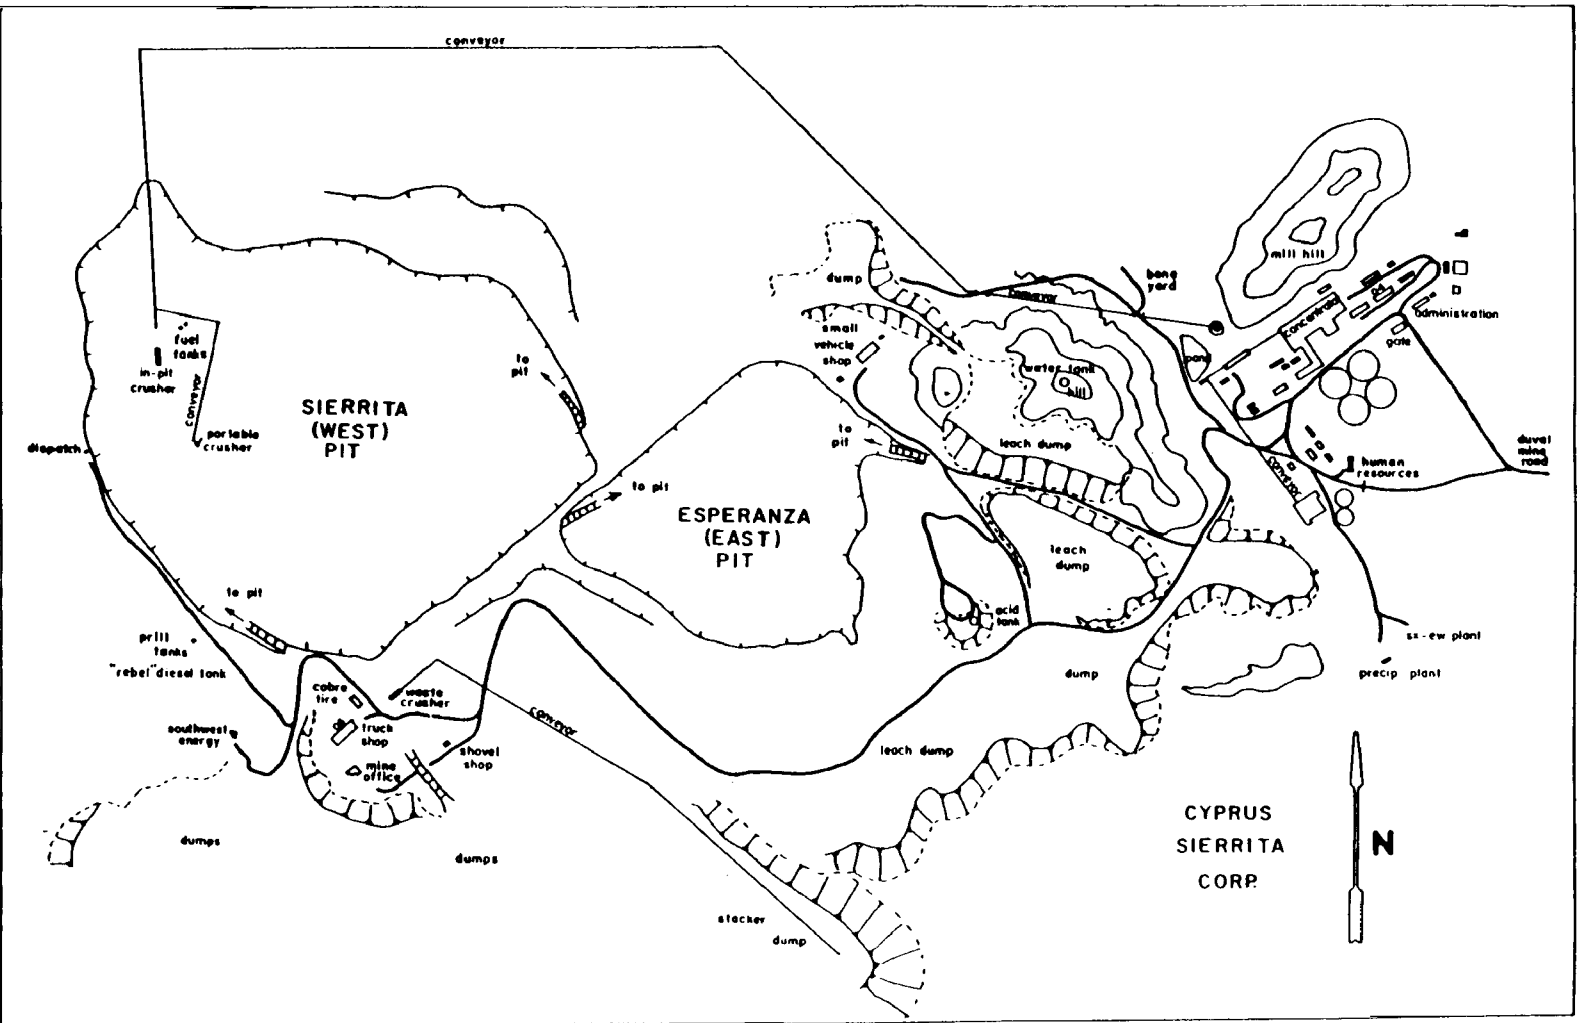 conveyor
mill hill
dump
bone
yard
conveyor
concentrator
administration
gate
small
vehicle
shop
pond
fuel
tanks
in-pit
crusher
conveyor
to
pit
water tank
hill
SIERRITA
(WEST)
PIT
portable
crusher
dispatch
to
pit
leach dump
duval
mine
road
human
resources
conveyor
to pit
ESPERANZA
(EAST)
PIT
leach
dump
to pit
acid
tank
prill
tanks
"rebel" diesel tank
sx-ew plant
precip plant
dump
cobre
tire
waste
crusher
conveyor
southwest
energy
truck
shop
shovel
shop
mine
office
leach dump
dumps
dumps
CYPRUS
SIERRITA
CORP.
N
stacker
dump